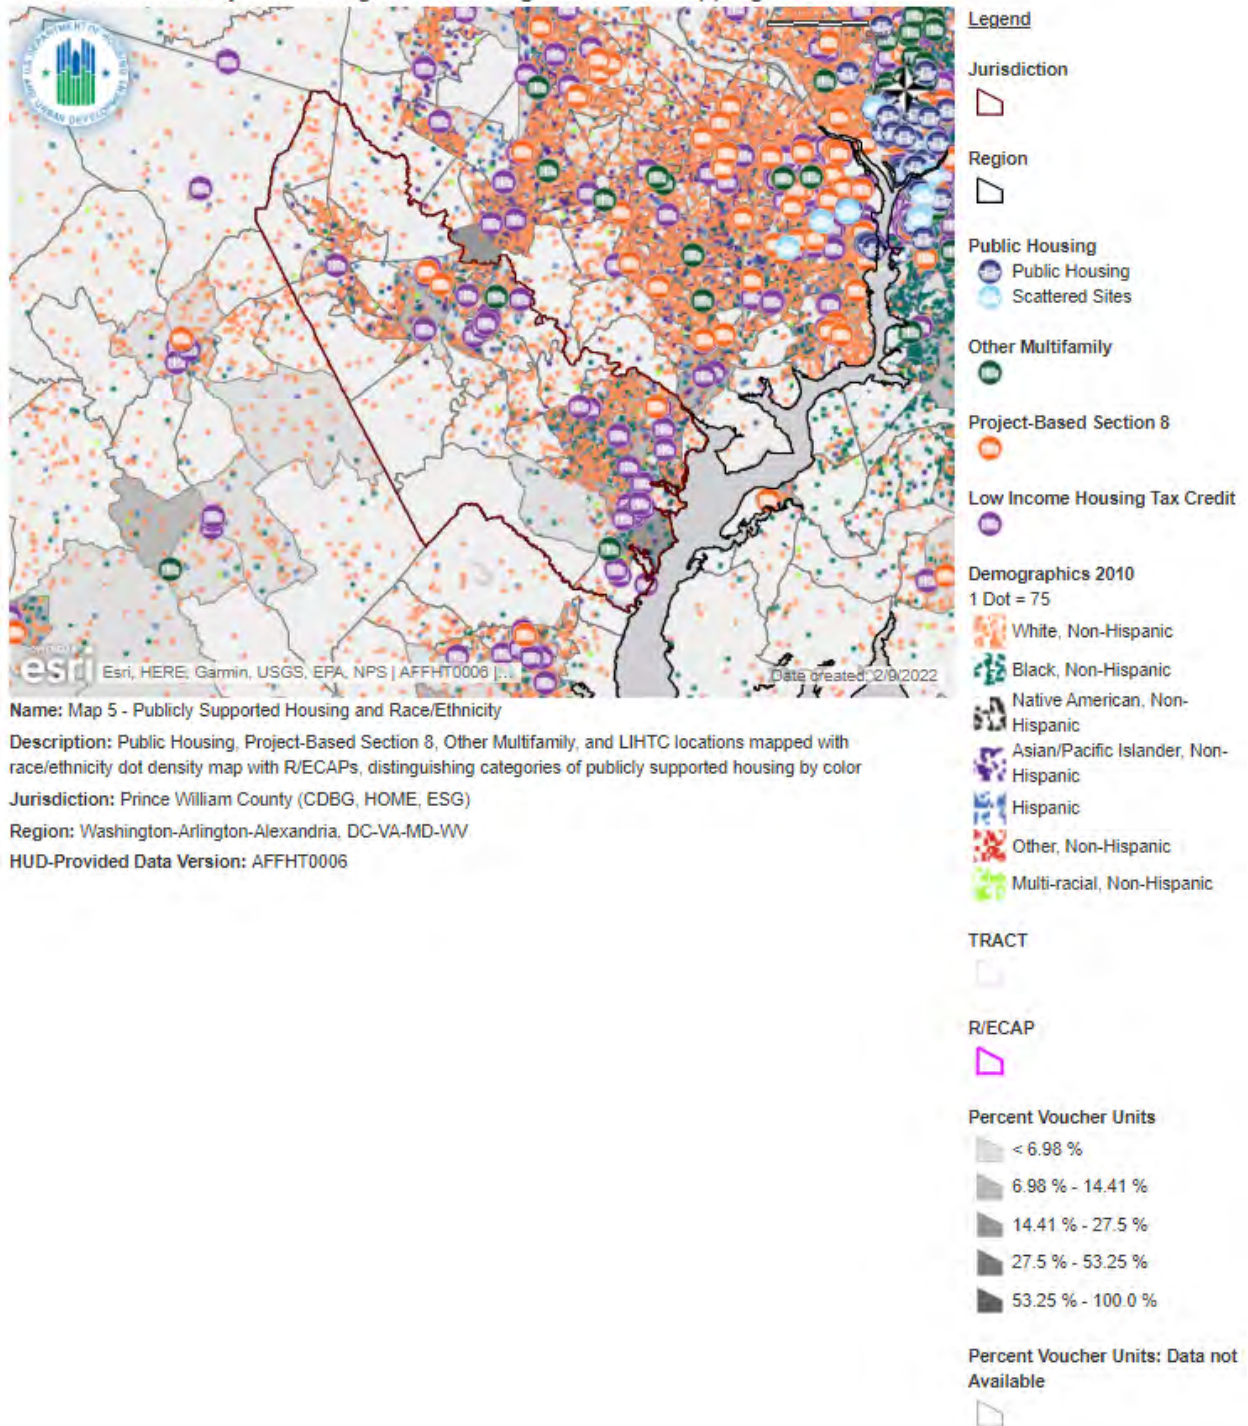 Legend
Jurisdiction
Region
Public Housing
Public Housing
Scattered Sites
Other Multifamily
Project-Based Section 8
Low Income Housing Tax Credit
Demographics 2010
1 Dot = 75
White, Non-Hispanic
Black, Non-Hispanic
Native American, Non-
Hispanic
Asian/Pacific Islander, Non-
Hispanic
Hispanic
Other, Non-Hispanic
Multi-racial, Non-Hispanic
TRACT
R/ECAP
Percent Voucher Units
< 6.98 %
6.98 % - 14.41 %
14.41 % - 27.5 %
27.5 % - 53.25 %
53.25 % - 100.0 %
Percent Voucher Units: Data not
Available
esri
Esri, HERE, Garmin, USGS, EPA, NPS | AFFHT0006 |...
Date created: 2/9/2022
Name: Map 5 - Publicly Supported Housing and Race/Ethnicity
Description: Public Housing, Project-Based Section 8, Other Multifamily, and LIHTC locations mapped with
race/ethnicity dot density map with R/ECAPs, distinguishing categories of publicly supported housing by color
Jurisdiction: Prince William County (CDBG, HOME, ESG)
Region: Washington-Arlington-Alexandria, DC-VA-MD-WV
HUD-Provided Data Version: AFFHT0006